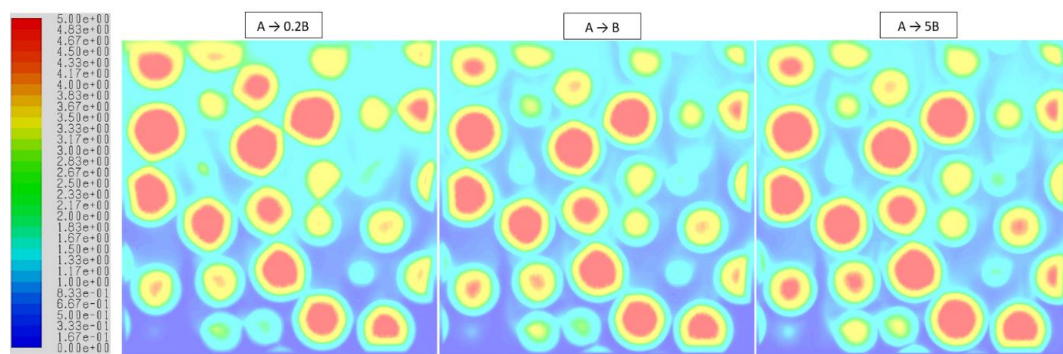 A → 0.2B
A → B
A → 5B
5.00e+00
4.83e+00
4.67e+00
4.50e+00
4.33e+00
4.17e+00
4.00e+00
3.83e+00
3.67e+00
3.50e+00
3.33e+00
3.17e+00
3.00e+00
2.83e+00
2.67e+00
2.50e+00
2.33e+00
2.17e+00
2.00e+00
1.83e+00
1.67e+00
1.50e+00
1.33e+00
1.17e+00
1.00e+00
8.33e-01
6.67e-01
5.00e-01
3.33e-01
1.67e-01
0.00e+00